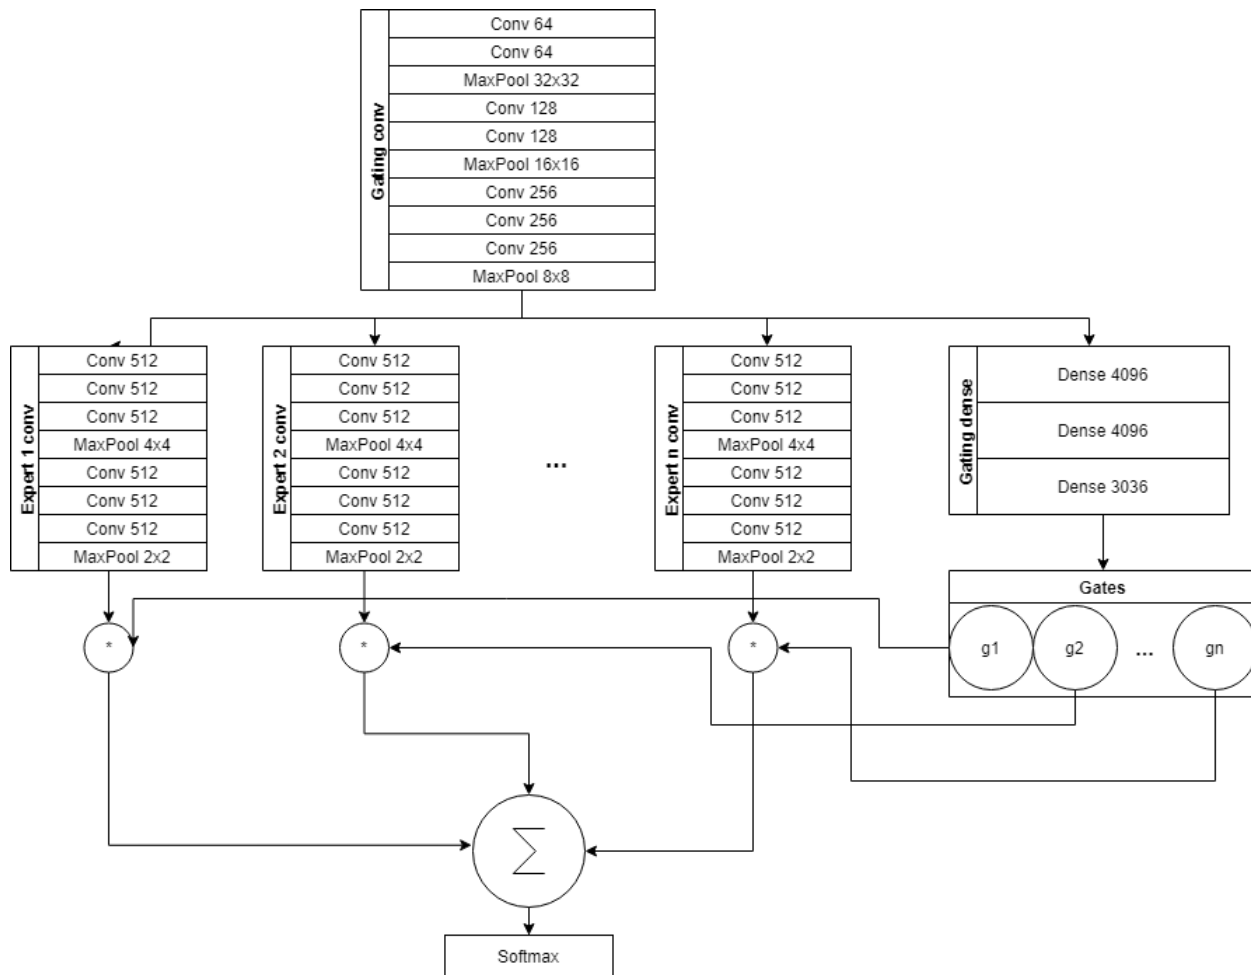 Gating conv
Conv 64
Conv 64
MaxPool 32x32
Conv 128
Conv 128
MaxPool 16x16
Conv 256
Conv 256
Conv 256
MaxPool 8x8
Expert 1 conv
Conv 512
Conv 512
Conv 512
MaxPool 4x4
Conv 512
Conv 512
Conv 512
MaxPool 2x2
Expert 2 conv
Conv 512
Conv 512
Conv 512
MaxPool 4x4
Conv 512
Conv 512
Conv 512
MaxPool 2x2
...
Expert n conv
Conv 512
Conv 512
Conv 512
MaxPool 4x4
Conv 512
Conv 512
Conv 512
MaxPool 2x2
Gating dense
Dense 4096
Dense 4096
Dense 3036
Gates
g1 g2 ... gn
* * *
∑
Softmax